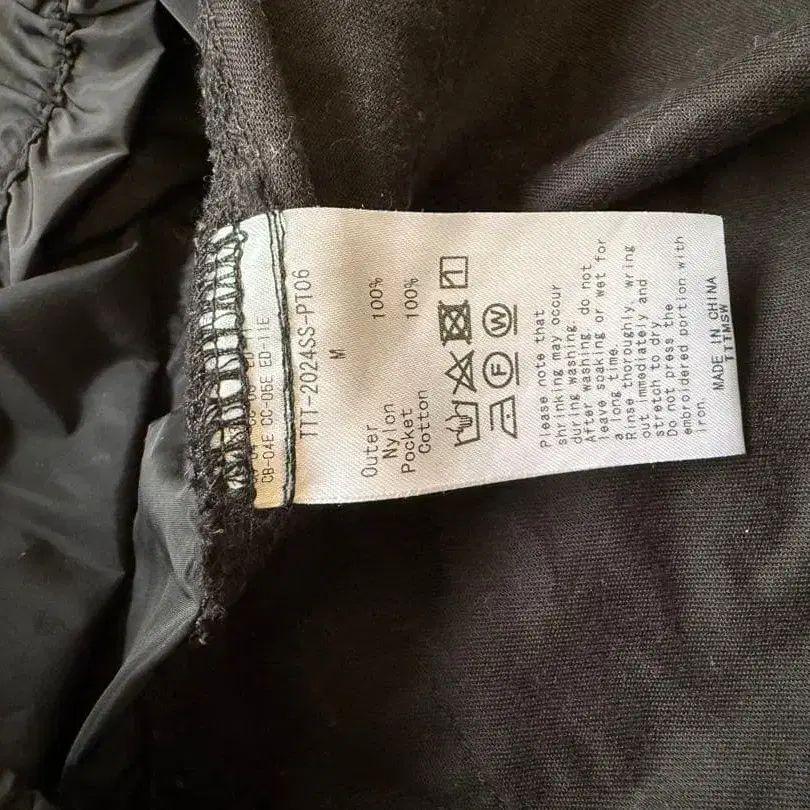 CB-04E CC-06E ED-11E
TTT-2024SS-PT06
M
Outer
Nylon 100%
Pocket
Cotton 100%
F W
Please note that
shrinking may occur
during washing.
After washing, do not
leave soaking or wet for
a long time.
Rinse thoroughly, wring
out immediately and
stretch to dry.
Do not press the
embroidered portion with
iron.
MADE IN CHINA
TTTMSW